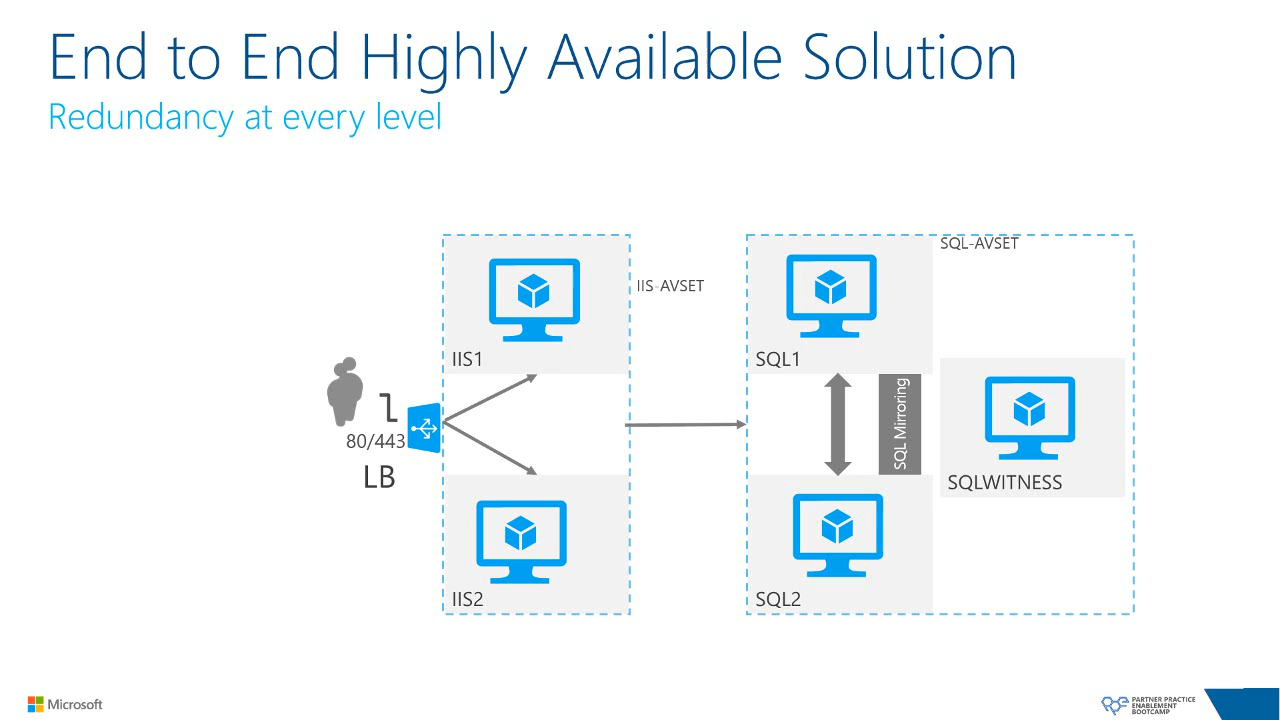 End to End Highly Available Solution
Redundancy at every level
SQL-AVSET
IIS-AVSET
IIS1
SQL1
80/443
LB
SQL Mirroring
SQLWITNESS
IIS2
SQL2
Microsoft
PARTNER PRACTICE
ENABLEMENT
BOOTCAMP